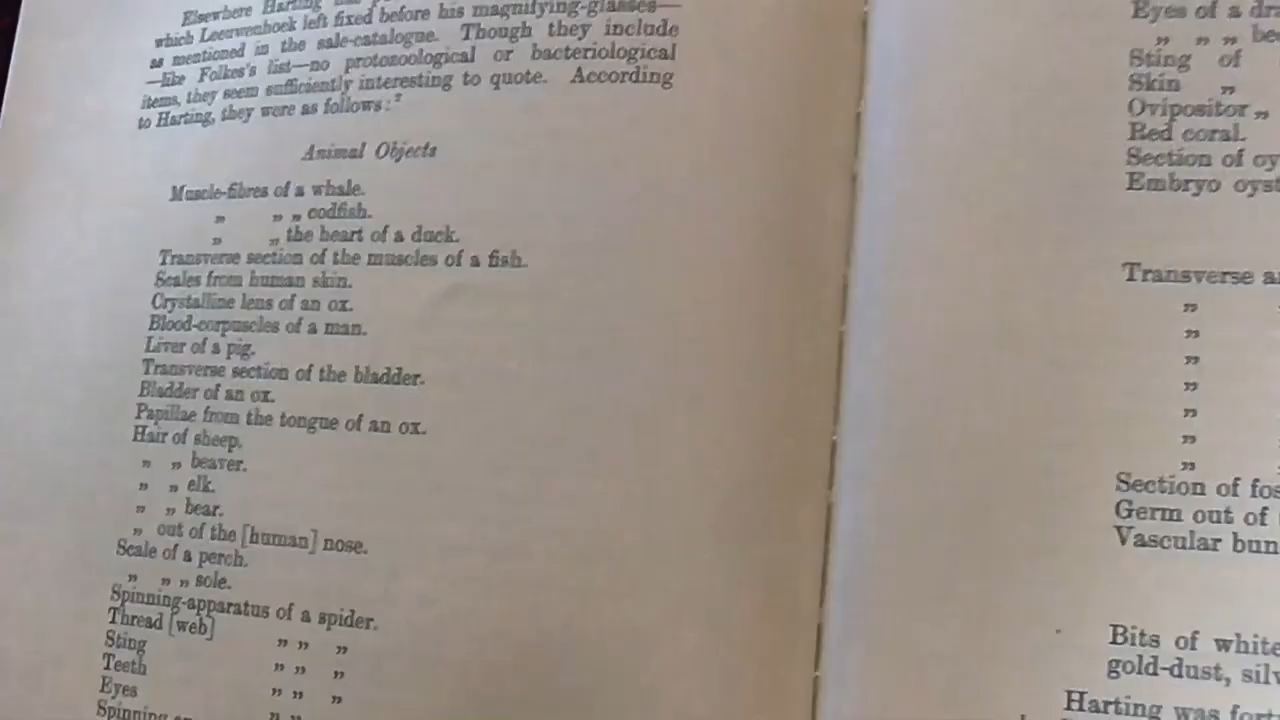 Elsewhere Harting
which Leeuwenhoek left fixed before his magnifying-glasses—
as mentioned in the sale-catalogue. Though they include
—like Folkes's list—no protozoological or bacteriological
items, they seem sufficiently interesting to quote. According
to Harting, they were as follows:²
Animal Objects
Muscle-fibres of a whale.
„ „ „ codfish.
„ „ the heart of a duck.
Transverse section of the muscles of a fish.
Scales from human skin.
Crystalline lens of an ox.
Blood-corpuscles of a man.
Liver of a pig.
Transverse section of the bladder.
Bladder of an ox.
Papillae from the tongue of an ox.
Hair of sheep.
„ „ beaver.
„ „ elk.
„ „ bear.
„ out of the [human] nose.
Scale of a perch.
„ „ „ sole.
Spinning-apparatus of a spider.
Thread [web] „ „ „
Sting „ „ „
Teeth „ „ „
Eyes „ „
Spinning
Eyes of a
„ „ „
Sting of
Skin „
Ovipositor „
Red coral.
Section of
Embryo
Transverse
„
„
„
„
„
„
„
Section of
Germ out of
Vascular
Bits of white
gold-dust,
Harting was